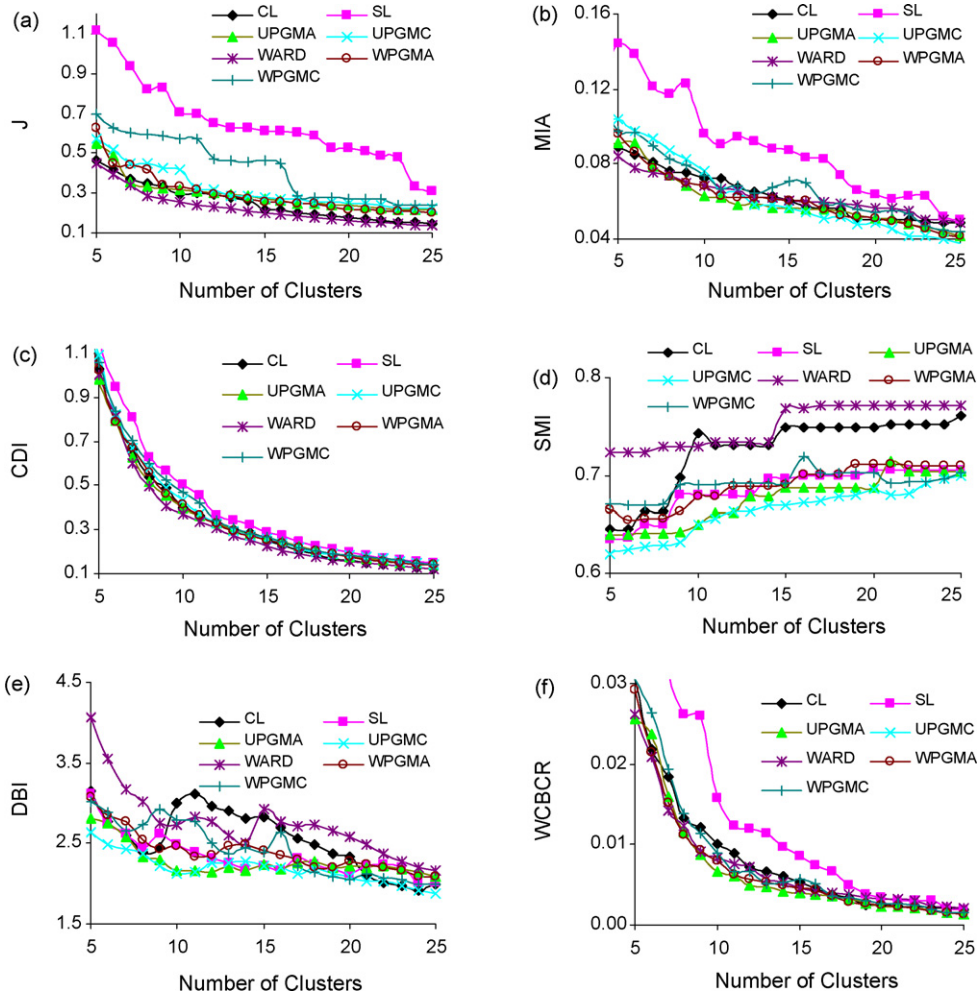 (a)
CL SL
UPGMA UPGMC
WARD WPGMA
WPGMC
J
1.1
0.9
0.7
0.5
0.3
0.1
5 10 15 20 25
Number of Clusters
(b)
CL SL
UPGMA UPGMC
WARD WPGMA
WPGMC
MIA
0.16
0.12
0.08
0.04
5 10 15 20 25
Number of Clusters
(c)
CL SL
UPGMA UPGMC
WARD WPGMA
WPGMC
CDI
1.1
0.9
0.7
0.5
0.3
0.1
5 10 15 20 25
Number of Clusters
(d)
CL SL UPGMA
UPGMC WARD WPGMA
WPGMC
SMI
0.8
0.7
0.6
5 10 15 20 25
Number of Clusters
(e)
CL SL
UPGMA UPGMC
WARD WPGMA
WPGMC
DBI
4.5
3.5
2.5
1.5
5 10 15 20 25
Number of Clusters
(f)
CL SL
UPGMA UPGMC
WARD WPGMA
WPGMC
WCBCR
0.03
0.02
0.01
0.00
5 10 15 20 25
Number of Clusters